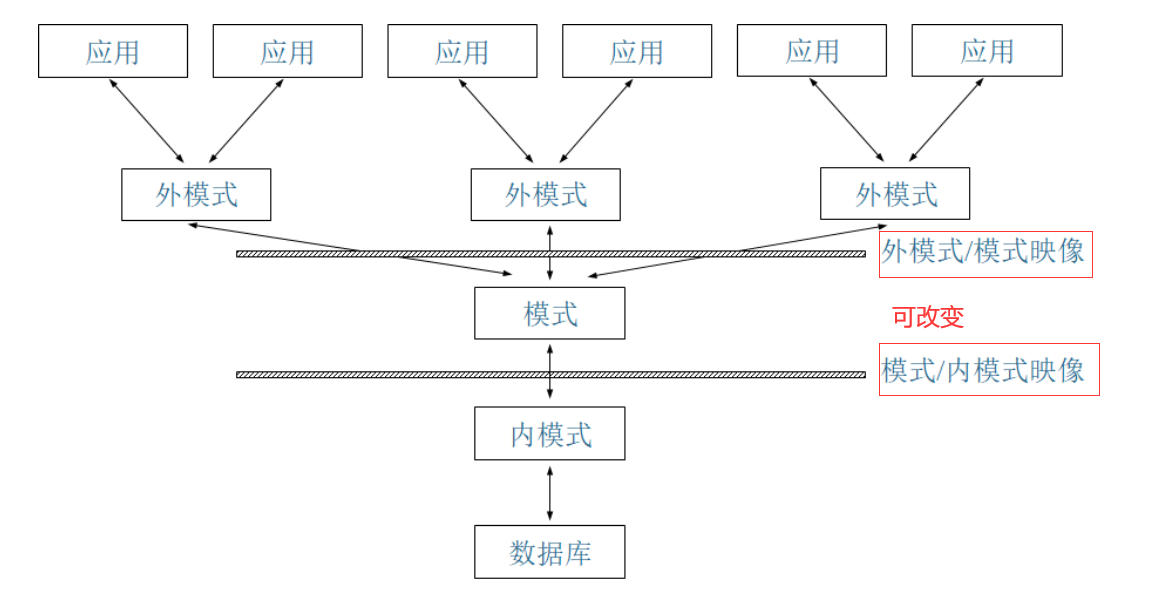 应用
应用
应用
应用
应用
应用
外模式
外模式
外模式
外模式/模式映像
模式
可改变
模式/内模式映像
内模式
数据库